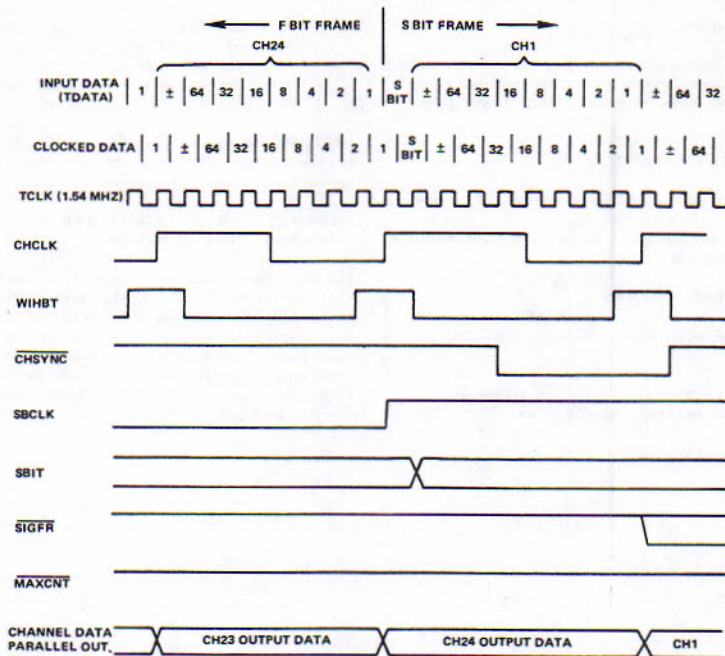 F BIT FRAME S BIT FRAME
CH24 CH1
INPUT DATA
(TDATA)
1 ± 64 32 16 8 4 2 1 S BIT ± 64 32 16 8 4 2 1 ± 64 32
CLOCKED DATA 1 ± 64 32 16 8 4 2 1 S BIT ± 64 32 16 8 4 2 1 ± 64
TCLK (1.54 MHZ)
CHCLK
WIHBT
CHSYNC
SBCLK
SBIT
SIGFR
MAXCNT
CHANNEL DATA
PARALLEL OUT.
CH23 OUTPUT DATA CH24 OUTPUT DATA CH1